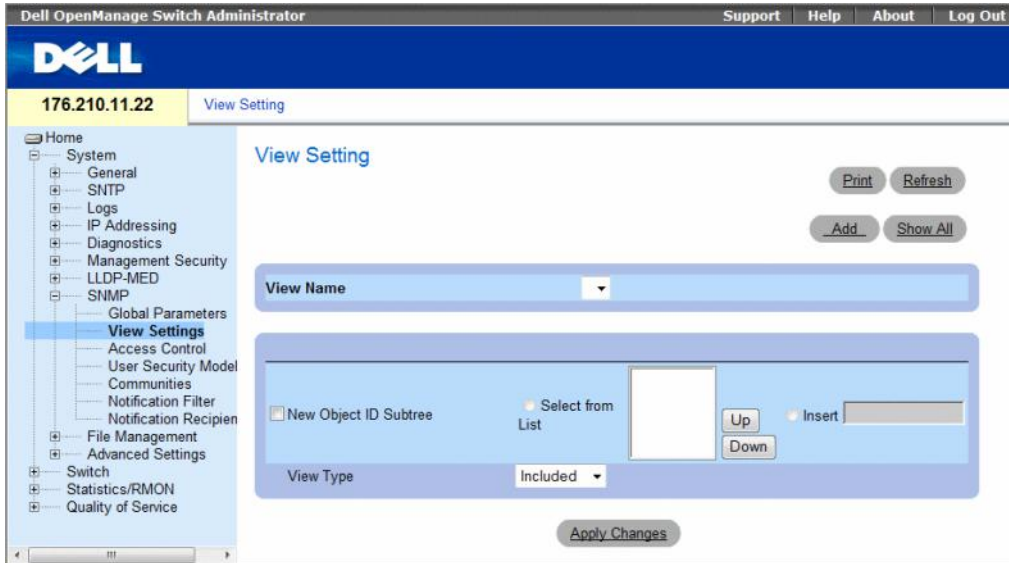 Dell OpenManage Switch Administrator Support Help About Log Out
DELL
176.210.11.22 View Setting
Home
System
General
SNTP
Logs
IP Addressing
Diagnostics
Management Security
LLDP-MED
SNMP
Global Parameters
View Settings
Access Control
User Security Model
Communities
Notification Filter
Notification Recipien
File Management
Advanced Settings
Switch
Statistics/RMON
Quality of Service
View Setting
Print Refresh
Add Show All
View Name
New Object ID Subtree
Select from
List
Up
Down
Insert
View Type Included
Apply Changes